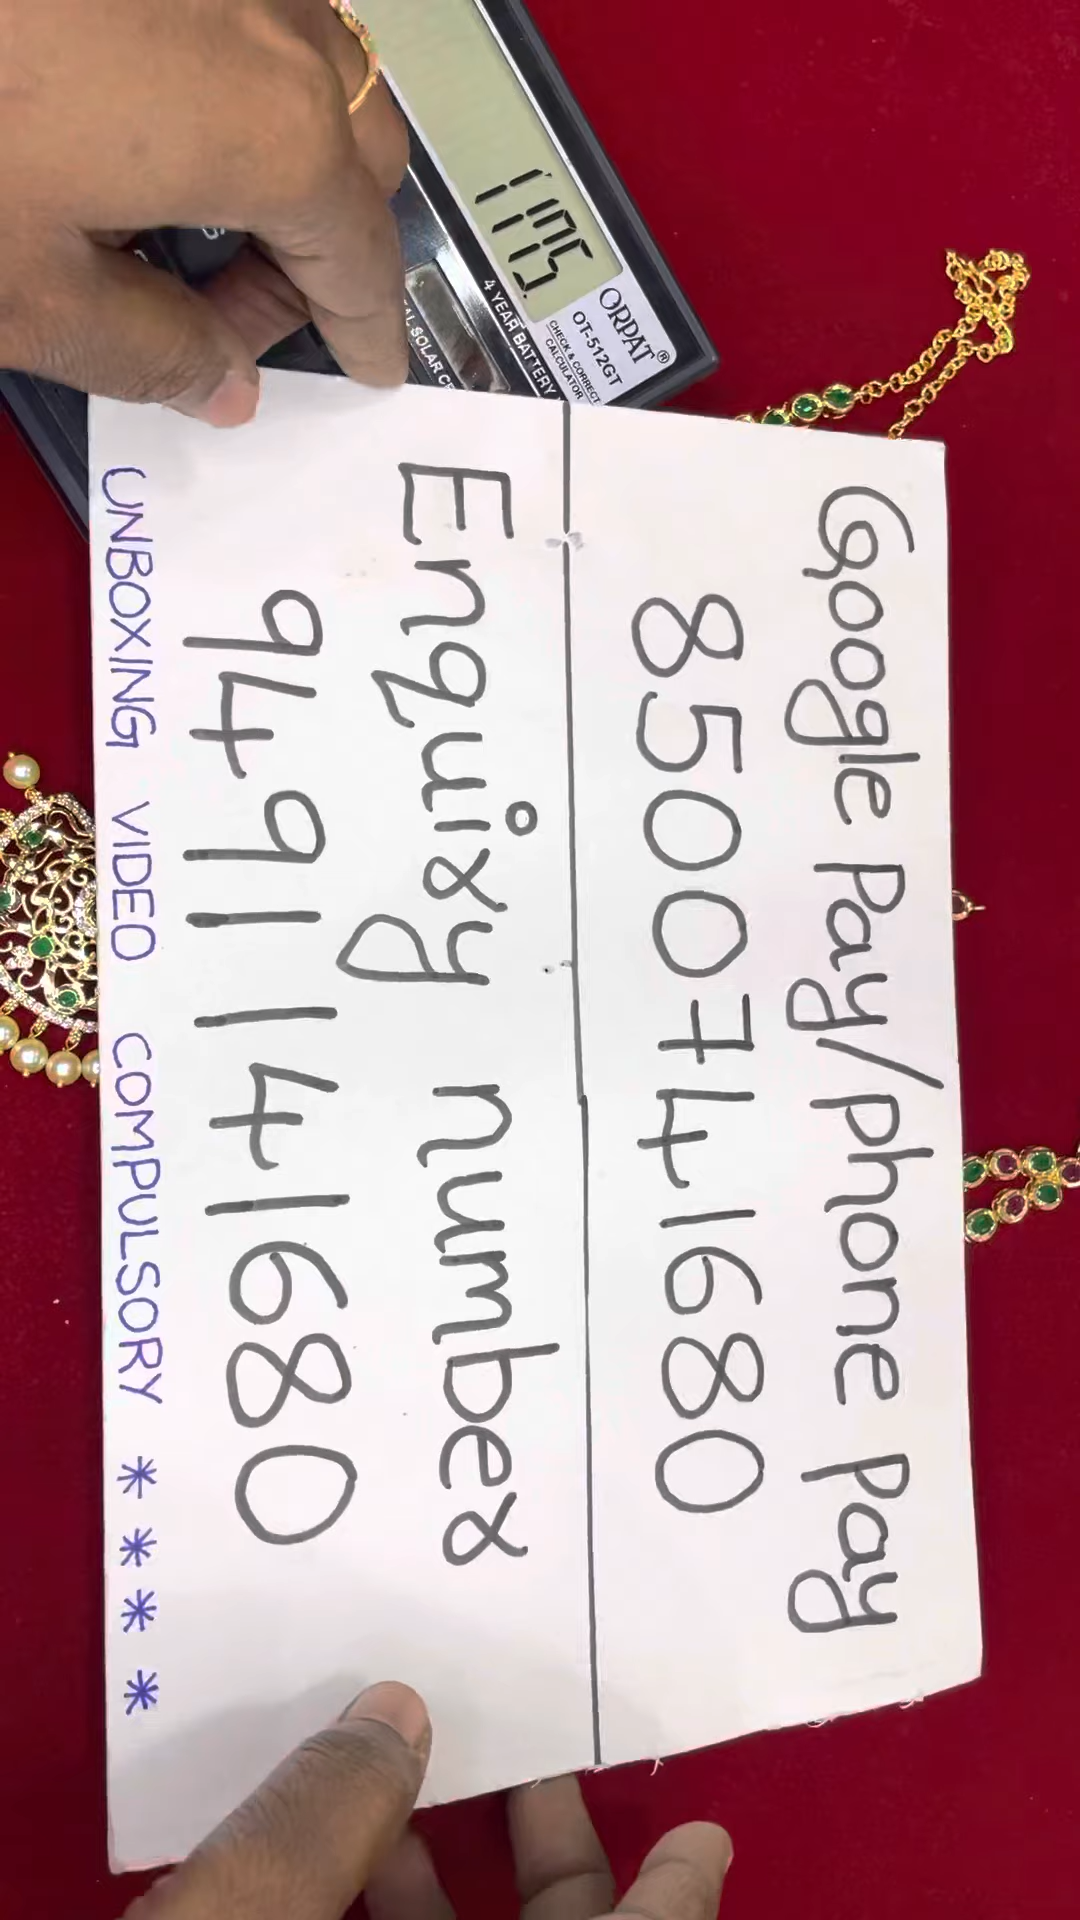 Google Pay/Phone Pay
8500741680
Enquiry number
9491141680
UNBOXING VIDEO COMPULSORY ****
ORPAT®
OT-512GT
CHECK & CORRECT
CALCULATOR
4 YEAR BATTERY
SOLAR